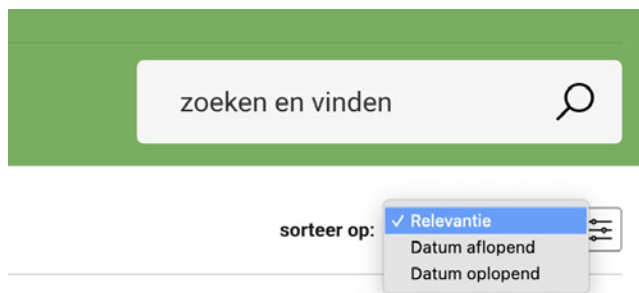 zoeken en vinden
sorteer op: ✓ Relevantie
Datum aflopend
Datum oplopend